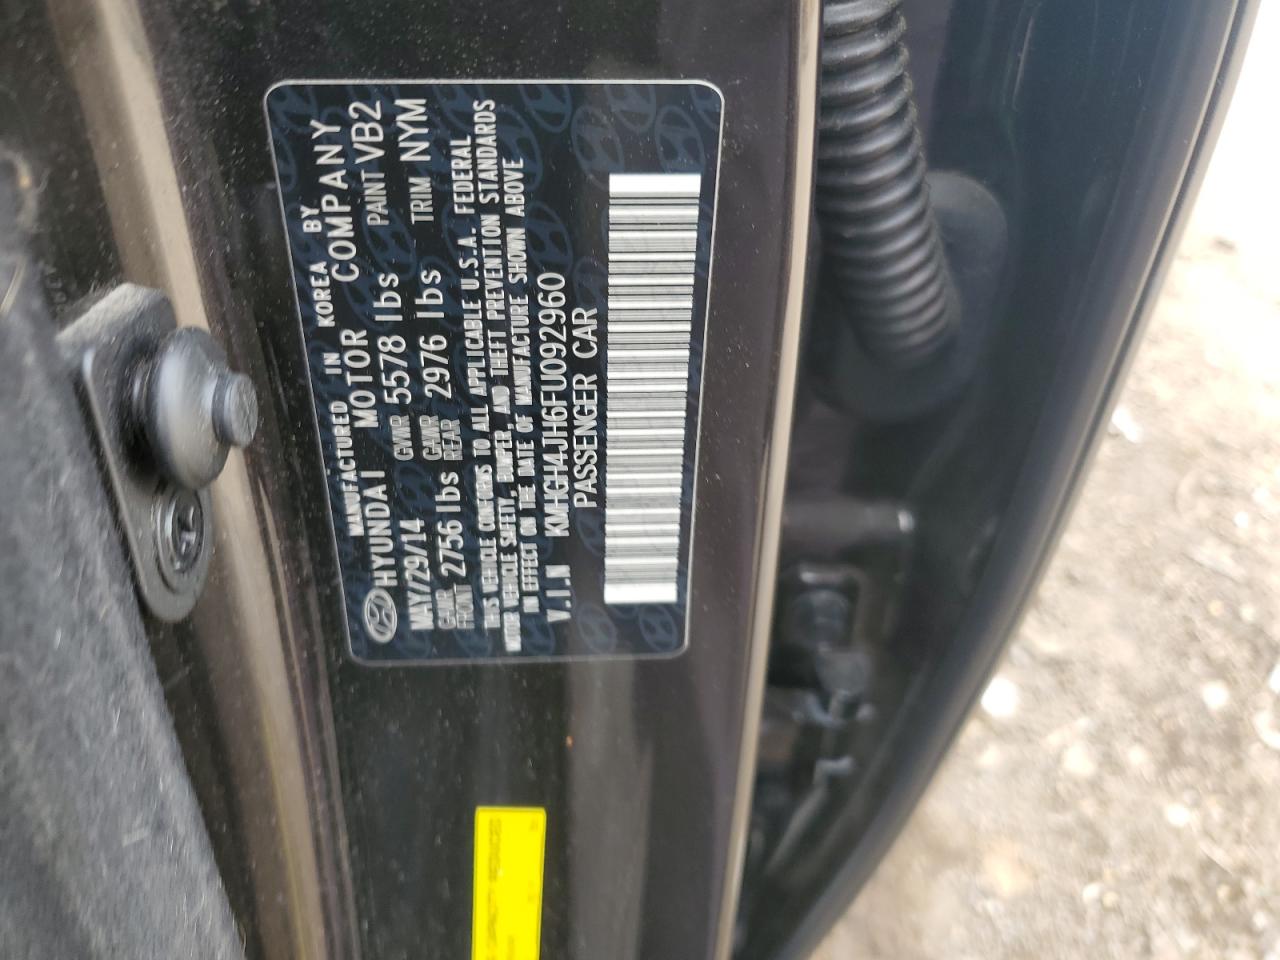 MANUFACTURED IN KOREA BY
HYUNDAI MOTOR COMPANY
MAY/29/14 GVWR 5578 lbs PAINT VB2
GAWR FRONT 2756 lbs GAWR REAR 2976 lbs TRIM NYM
THIS VEHICLE CONFORMS TO ALL APPLICABLE U.S.A. FEDERAL
MOTOR VEHICLE SAFETY, BUMPER, AND THEFT PREVENTION STANDARDS
IN EFFECT ON THE DATE OF MANUFACTURE SHOWN ABOVE
V.I.N KMHGH4JH6FU092960
PASSENGER CAR